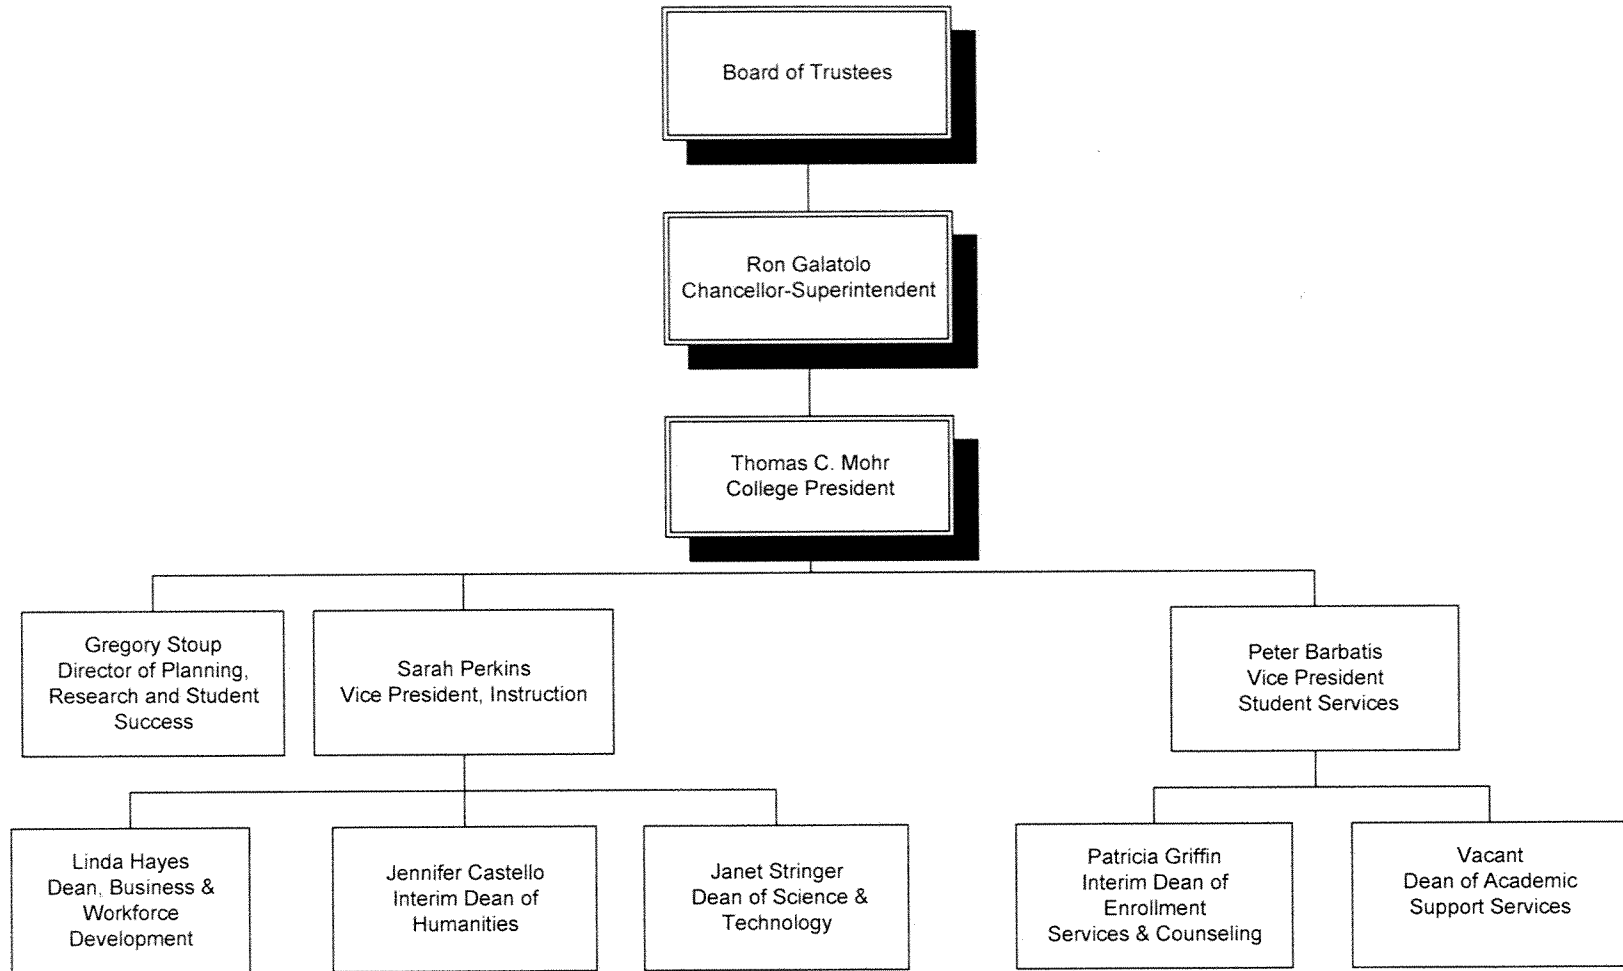 Board of Trustees
Ron Galatolo
Chancellor-Superintendent
Thomas C. Mohr
College President
Gregory Stoup
Director of Planning,
Research and Student
Success
Sarah Perkins
Vice President, Instruction
Peter Barbatis
Vice President
Student Services
Linda Hayes
Dean, Business &
Workforce
Development
Jennifer Castello
Interim Dean of
Humanities
Janet Stringer
Dean of Science &
Technology
Patricia Griffin
Interim Dean of
Enrollment
Services & Counseling
Vacant
Dean of Academic
Support Services